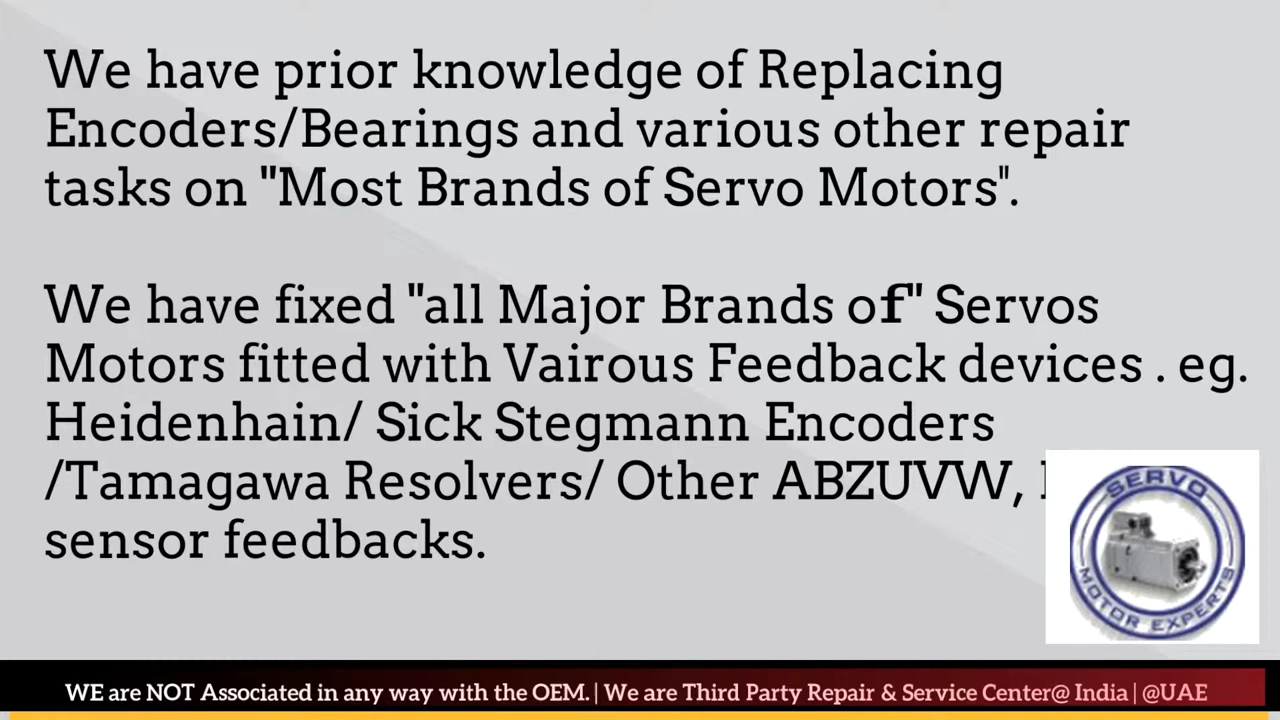 We have prior knowledge of Replacing
Encoders/Bearings and various other repair
tasks on "Most Brands of Servo Motors".
We have fixed "all Major Brands of" Servos
Motors fitted with Vairous Feedback devices . eg.
Heidenhain/ Sick Stegmann Encoders
/Tamagawa Resolvers/ Other ABZUVW,
sensor feedbacks.
SERVO
MOTOR EXPERTS
WE are NOT Associated in any way with the OEM. | We are Third Party Repair & Service Center@ India | @UAE